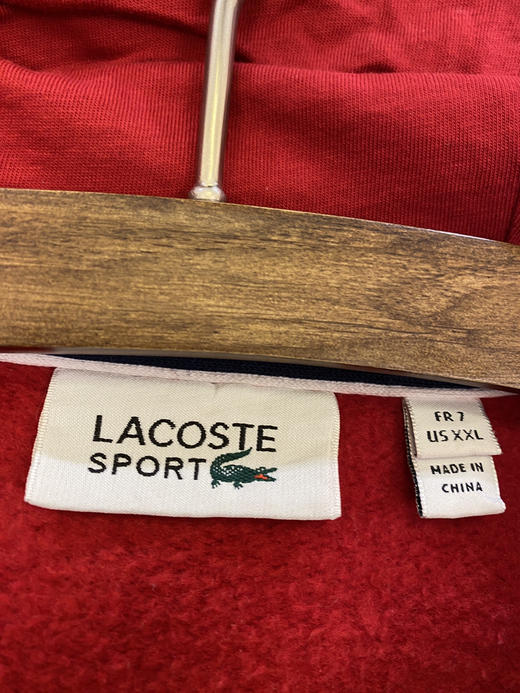 LACOSTE
SPORT
FR 7
US XXL
MADE IN
CHINA